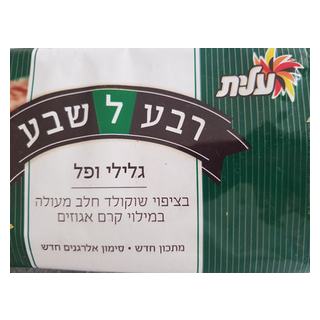 עלית
רבע ל שבע
גלילי ופל
בציפוי שוקולד חלב מעולה
במילוי קרם אגוזים
מתכון חדש • סימון אלרגנים חדש